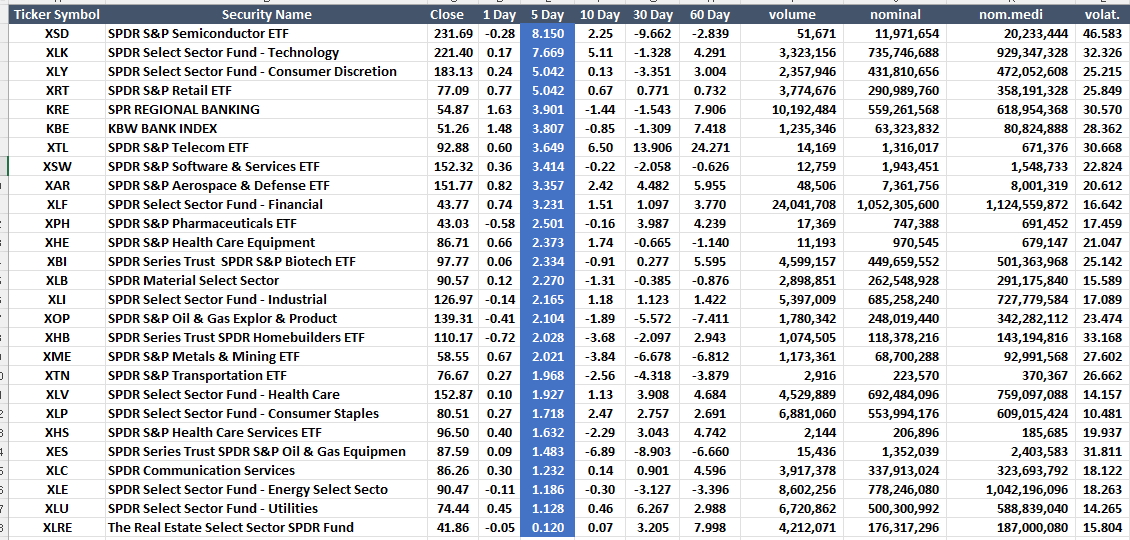 Ticker Symbol Security Name Close 1 Day 5 Day 10 Day 30 Day 60 Day volume nominal nom.medi volat.
XSD SPDR S&P Semiconductor ETF 231.69 -0.28 8.150 2.25 -9.662 -2.839 51,671 11,971,654 20,233,444 46.583
XLK SPDR Select Sector Fund - Technology 221.40 0.17 7.669 5.11 -1.328 4.291 3,323,156 735,746,688 929,347,328 32.326
XLY SPDR Select Sector Fund - Consumer Discretion 183.13 0.24 5.042 0.13 -3.351 3.004 2,357,946 431,810,656 472,052,608 25.215
XRT SPDR S&P Retail ETF 77.09 0.77 5.042 0.67 0.771 0.732 3,774,676 290,989,760 358,191,328 25.849
KRE SPR REGIONAL BANKING 54.87 1.63 3.901 -1.44 -1.543 7.906 10,192,484 559,261,568 618,954,368 30.570
KBE KBW BANK INDEX 51.26 1.48 3.807 -0.85 -1.309 7.418 1,235,346 63,323,832 80,824,888 28.362
XTL SPDR S&P Telecom ETF 92.88 0.60 3.649 6.50 13.906 24.271 14,169 1,316,017 671,376 30.668
XSW SPDR S&P Software & Services ETF 152.32 0.36 3.414 -0.22 -2.058 -0.626 12,759 1,943,451 1,548,733 22.824
XAR SPDR S&P Aerospace & Defense ETF 151.77 0.82 3.357 2.42 4.482 5.955 48,506 7,361,756 8,001,319 20.612
XLF SPDR Select Sector Fund - Financial 43.77 0.74 3.231 1.51 1.097 3.770 24,041,708 1,052,305,600 1,124,559,872 16.642
XPH SPDR S&P Pharmaceuticals ETF 43.03 -0.58 2.501 -0.16 3.987 4.239 17,369 747,388 691,452 17.459
XHE SPDR S&P Health Care Equipment 86.71 0.66 2.373 1.74 -0.665 -1.140 11,193 970,545 679,147 21.047
XBI SPDR Series Trust SPDR S&P Biotech ETF 97.77 0.06 2.334 -0.91 0.277 5.595 4,599,157 449,659,552 501,363,968 25.142
XLB SPDR Material Select Sector 90.57 0.12 2.270 -1.31 -0.385 -0.876 2,898,851 262,548,928 291,175,840 15.589
XLI SPDR Select Sector Fund - Industrial 126.97 -0.14 2.165 1.18 1.123 1.422 5,397,009 685,258,240 727,779,584 17.089
XOP SPDR S&P Oil & Gas Explor & Product 139.31 -0.41 2.104 -1.89 -5.572 -7.411 1,780,342 248,019,440 342,282,112 23.474
XHB SPDR Series Trust SPDR Homebuilders ETF 110.17 -0.72 2.028 -3.68 -2.097 2.943 1,074,505 118,378,216 143,194,816 33.168
XME SPDR S&P Metals & Mining ETF 58.55 0.67 2.021 -3.84 -6.678 -6.812 1,173,361 68,700,288 92,991,568 27.602
XTN SPDR S&P Transportation ETF 76.67 0.27 1.968 -2.56 -4.318 -3.879 2,916 223,570 370,367 26.662
XLV SPDR Select Sector Fund - Health Care 152.87 0.10 1.927 1.13 3.908 4.684 4,529,889 692,484,096 759,097,088 14.157
XLP SPDR Select Sector Fund - Consumer Staples 80.51 0.27 1.718 2.47 2.757 2.691 6,881,060 553,994,176 609,015,424 10.481
XHS SPDR S&P Health Care Services ETF 96.50 0.40 1.632 -2.29 3.043 4.742 2,144 206,896 185,685 19.937
XES SPDR Series Trust SPDR S&P Oil & Gas Equipmen 87.59 0.09 1.483 -6.89 -8.903 -6.660 15,436 1,352,039 2,403,583 31.811
XLC SPDR Communication Services 86.26 0.30 1.232 0.14 0.901 4.596 3,917,378 337,913,024 323,693,792 18.122
XLE SPDR Select Sector Fund - Energy Select Secto 90.47 -0.11 1.186 -0.30 -3.127 -3.396 8,602,256 778,246,080 1,042,196,096 18.263
XLU SPDR Select Sector Fund - Utilities 74.44 0.45 1.128 0.46 6.267 2.988 6,720,862 500,300,992 588,839,040 14.265
XLRE The Real Estate Select Sector SPDR Fund 41.86 -0.05 0.120 0.07 3.205 7.998 4,212,071 176,317,296 187,000,080 15.804